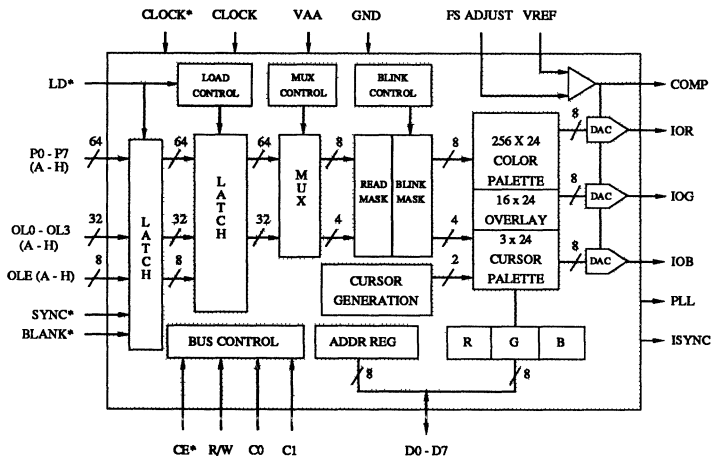 CLOCK* CLOCK VAA GND FS ADJUST VREF
LD*
LOAD
CONTROL
MUX
CONTROL
BLINK
CONTROL
COMP
P0 - P7
(A - H)
64
64
64
8
8
8
DAC
IOR
LATCH
LATCH
MUX
READ
MASK
BLINK
MASK
256 X 24
COLOR
PALETTE
16 x 24
OVERLAY
3 x 24
CURSOR
PALETTE
8
DAC
IOG
OL0 - OL3
(A - H)
32
32
32
4
4
8
DAC
IOB
OLE (A - H)
8
8
CURSOR
GENERATION
2
PLL
SYNC*
BLANK*
ISYNC
BUS CONTROL
ADDR REG
R G B
8
8
CE* R/W C0 C1 D0 - D7